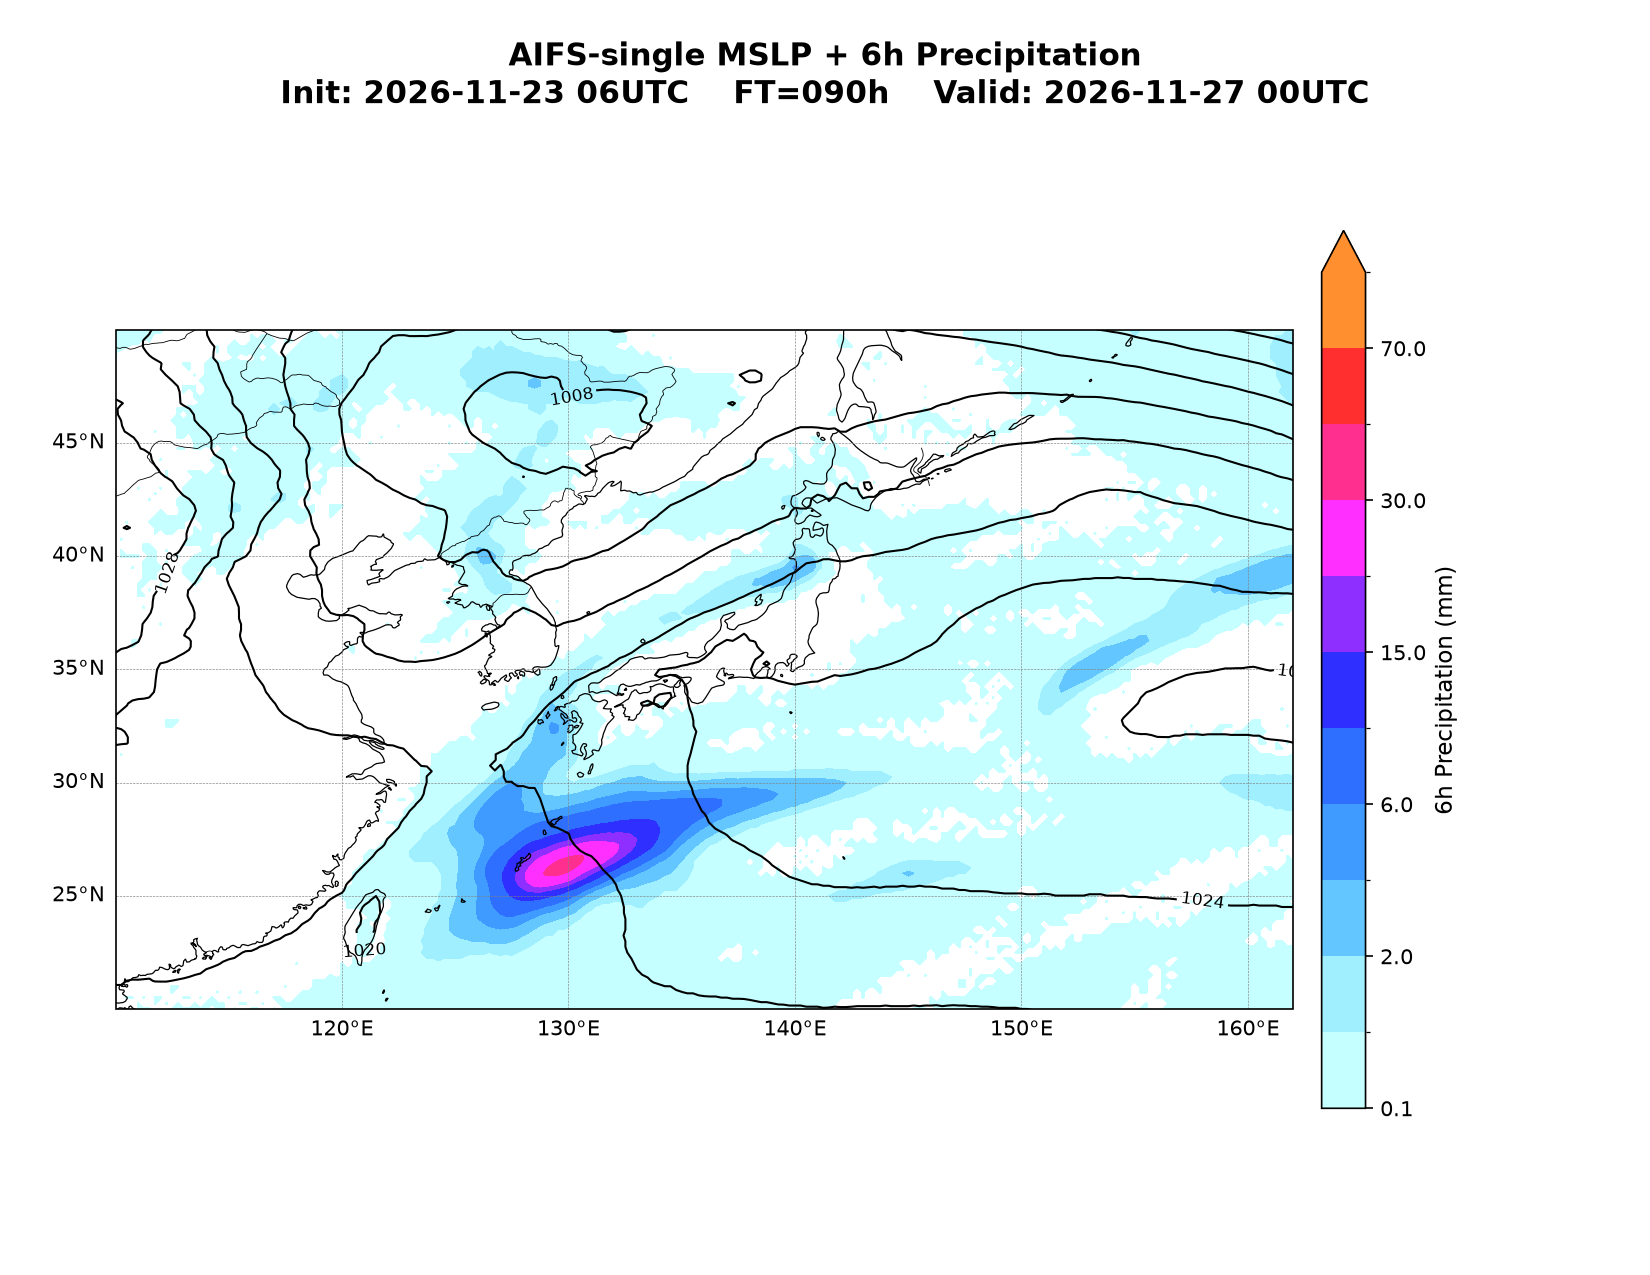 AIFS-single MSLP + 6h Precipitation
Init: 2026-11-23 06UTC    FT=090h    Valid: 2026-11-27 00UTC
70.0
30.0
15.0
6.0
2.0
0.1
6h Precipitation (mm)
45°N
40°N
35°N
30°N
25°N
1008
1028
10
1024
1020
120°E
130°E
140°E
150°E
160°E